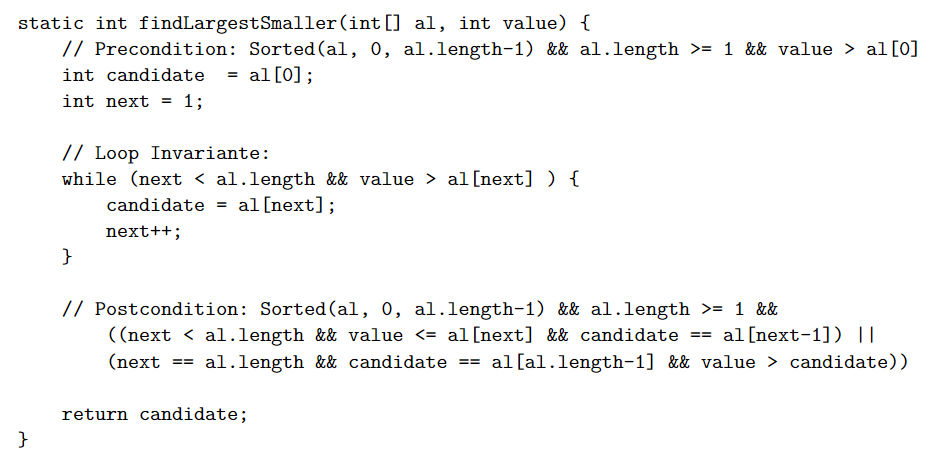 static int findLargestSmaller(int[] al, int value) {
    // Precondition: Sorted(al, 0, al.length-1) && al.length >= 1 && value > al[0]
    int candidate  = al[0];
    int next = 1;

    // Loop Invariante:
    while (next < al.length && value > al[next] ) {
        candidate = al[next];
        next++;
    }

    // Postcondition: Sorted(al, 0, al.length-1) && al.length >= 1 &&
        ((next < al.length && value <= al[next] && candidate == al[next-1]) ||
        (next == al.length && candidate == al[al.length-1] && value > candidate))

    return candidate;
}